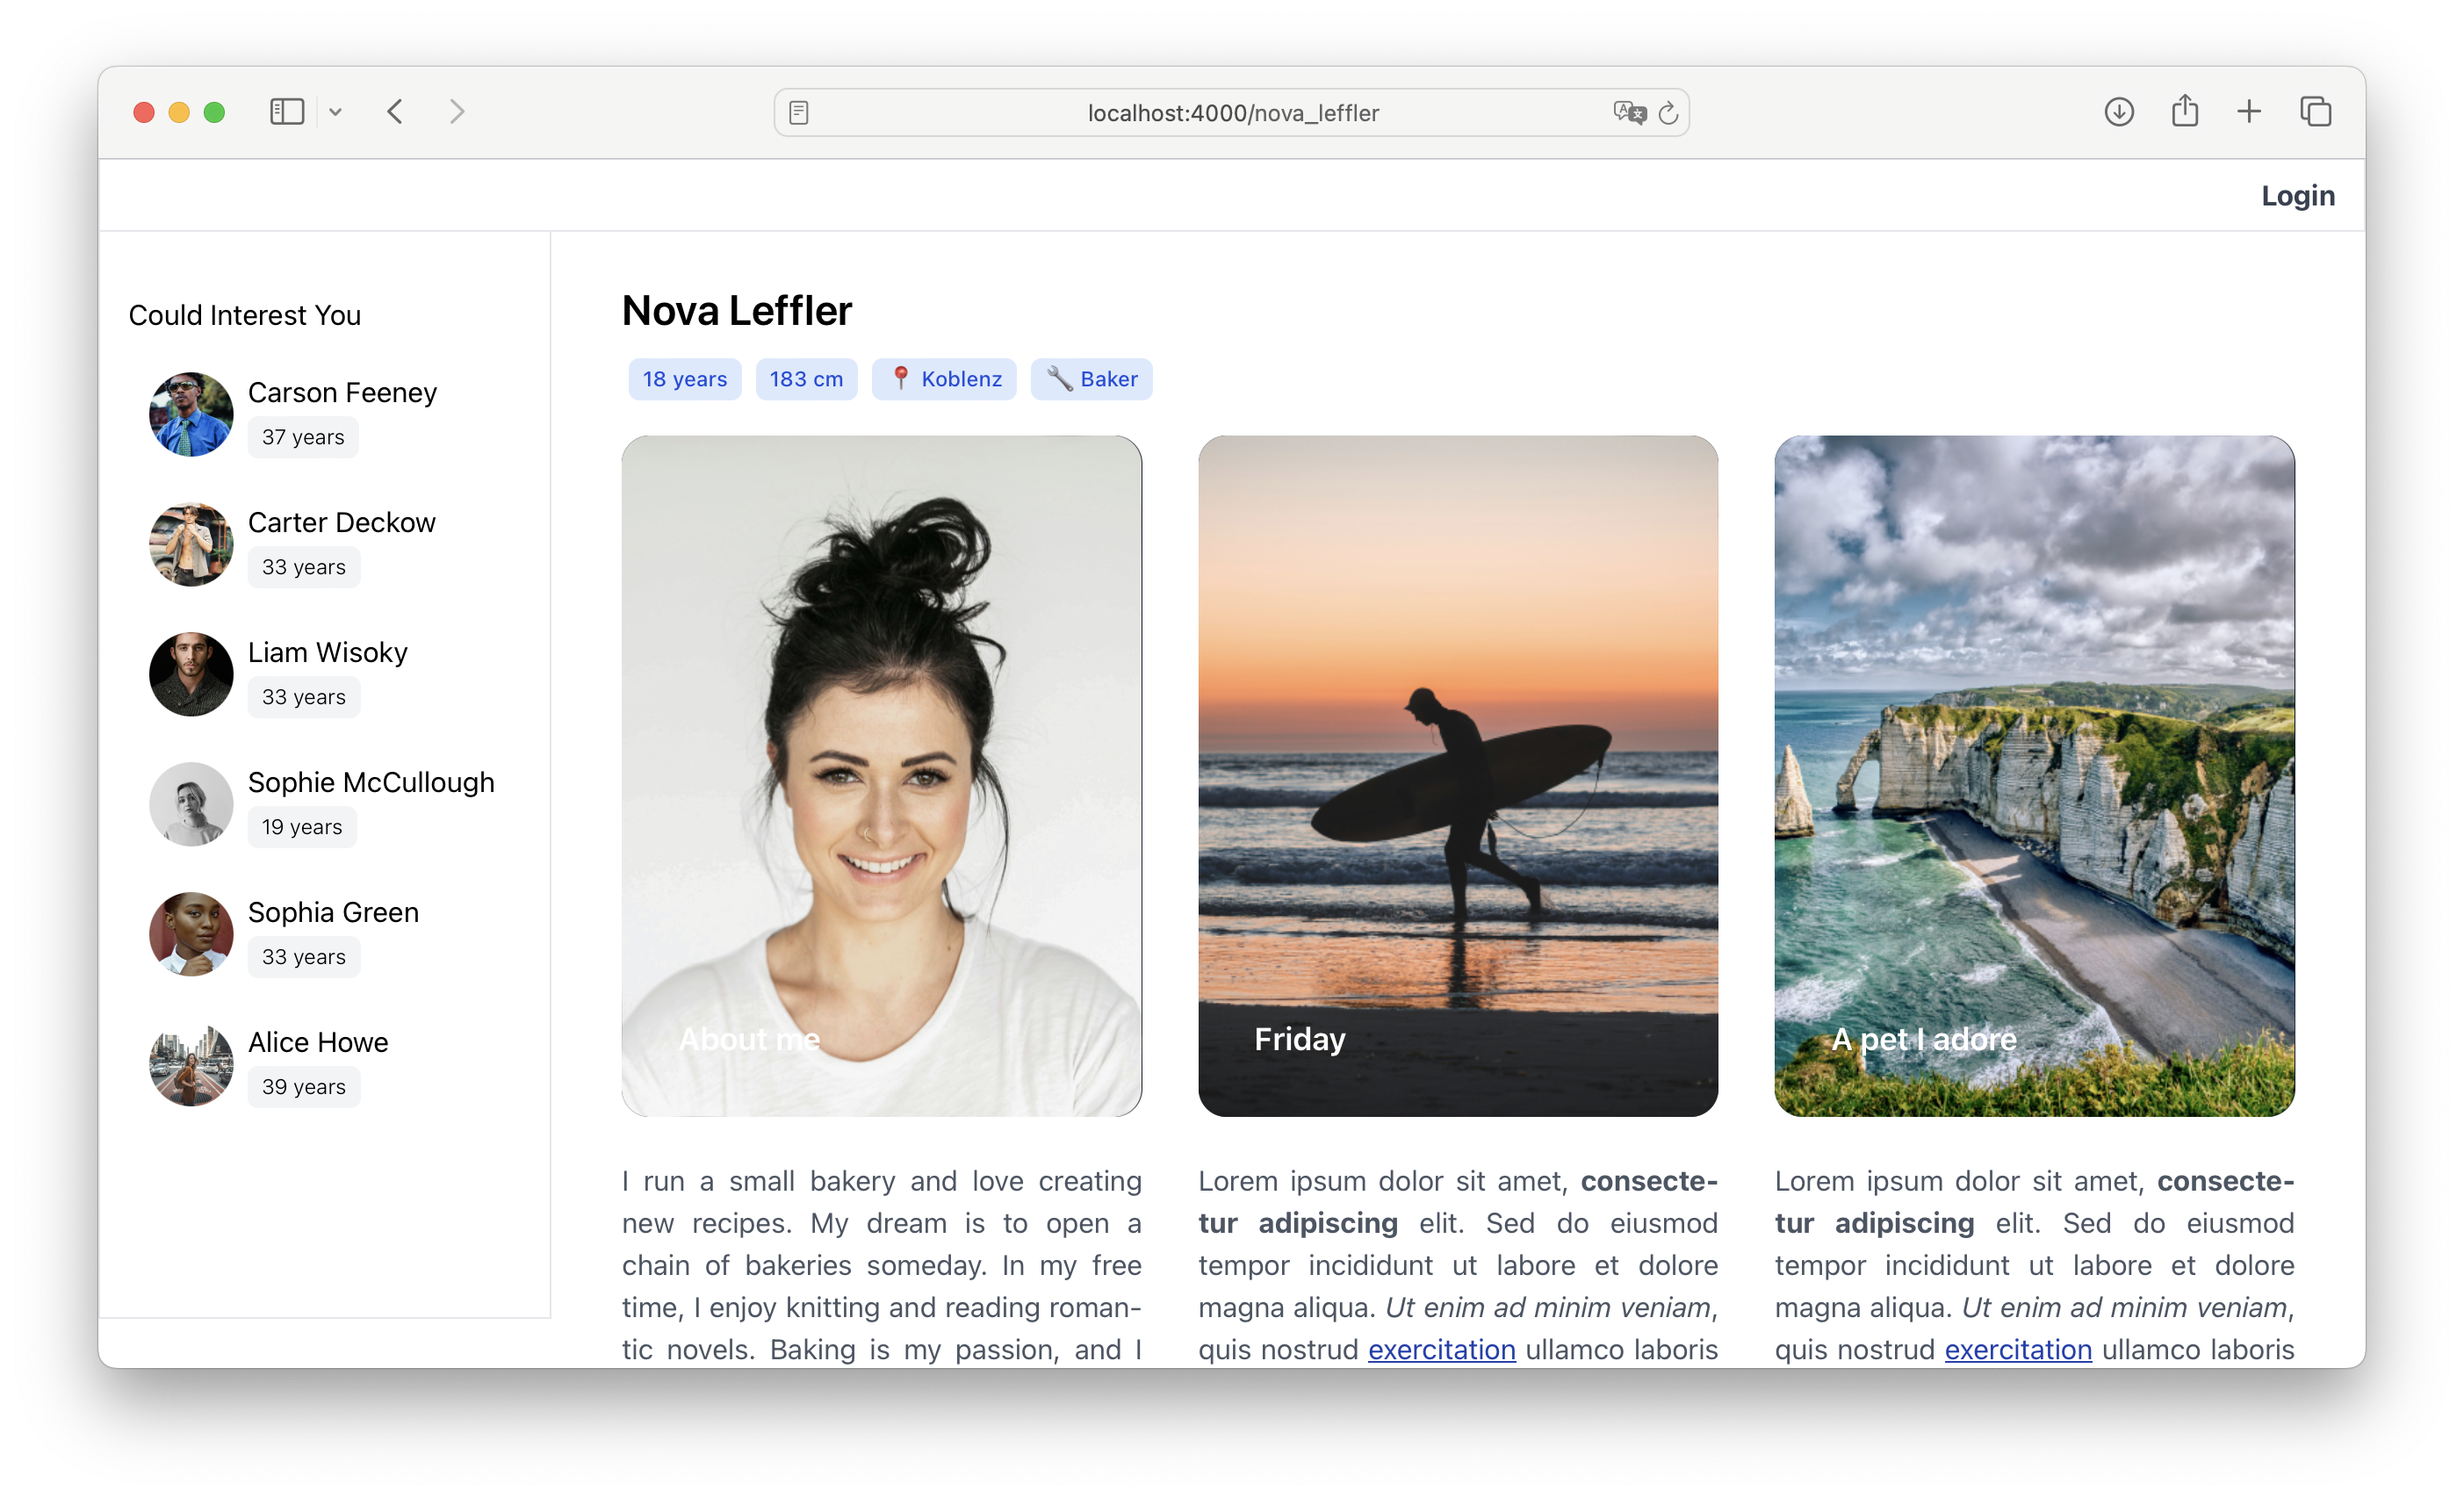 localhost:4000/nova_leffler
Login
Could Interest You
Carson Feeney
37 years
Carter Deckow
33 years
Liam Wisoky
33 years
Sophie McCullough
19 years
Sophia Green
33 years
Alice Howe
39 years
Nova Leffler
18 years 183 cm 📍 Koblenz 🔧 Baker
About me
Friday
A pet I adore
I run a small bakery and love creating
new recipes. My dream is to open a
chain of bakeries someday. In my free
time, I enjoy knitting and reading roman-
tic novels. Baking is my passion, and I
Lorem ipsum dolor sit amet, consecte-
tur adipiscing elit. Sed do eiusmod
tempor incididunt ut labore et dolore
magna aliqua. Ut enim ad minim veniam,
quis nostrud exercitation ullamco laboris
Lorem ipsum dolor sit amet, consecte-
tur adipiscing elit. Sed do eiusmod
tempor incididunt ut labore et dolore
magna aliqua. Ut enim ad minim veniam,
quis nostrud exercitation ullamco laboris